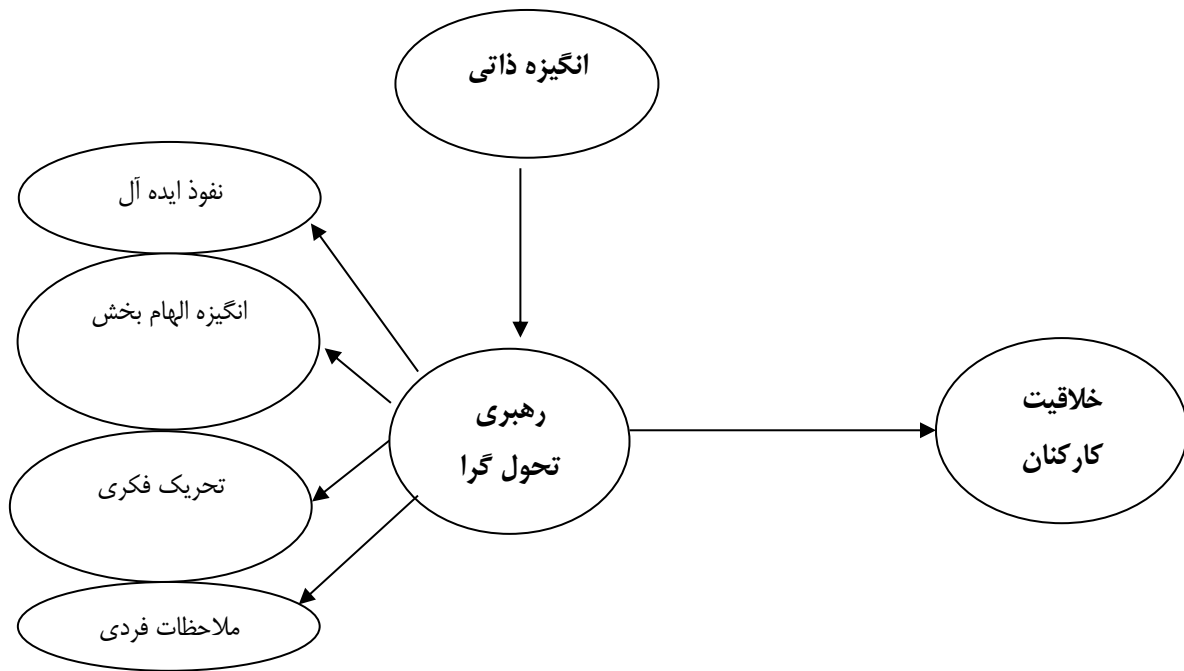 انگیزه ذاتی
نفوذ ایده آل
انگیزه الهام بخش
تحریک فکری
ملاحظات فردی
رهبری
تحول گرا
خلاقیت
کارکنان